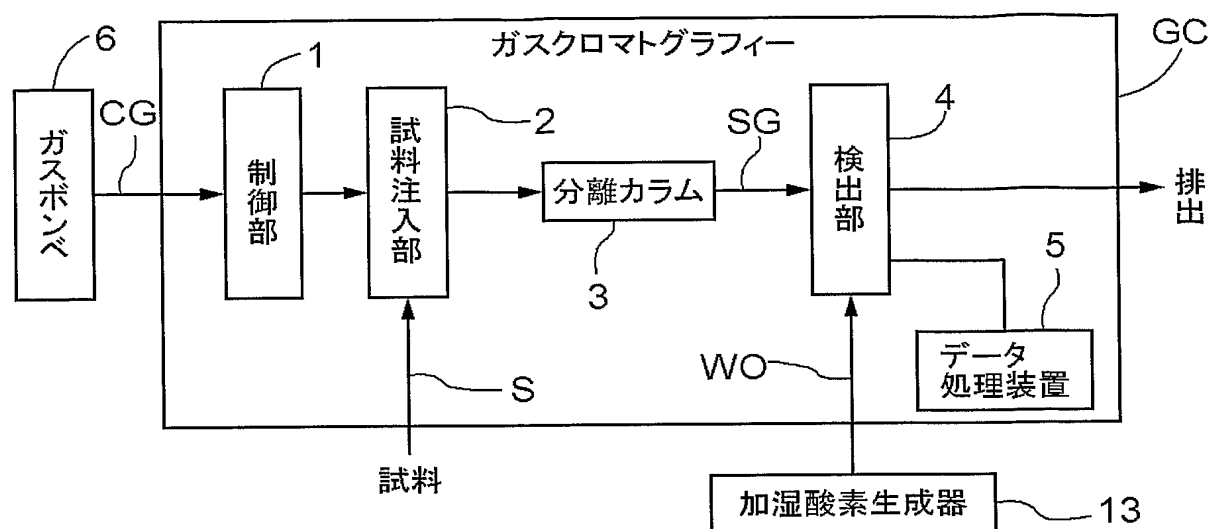 ガスクロマトグラフィー
GC
6
ガスボンベ
CG
1
制御部
2
試料注入部
分離カラム
3
SG
4
検出部
排出
5
データ
処理装置
S
試料
WO
加湿酸素生成器
13